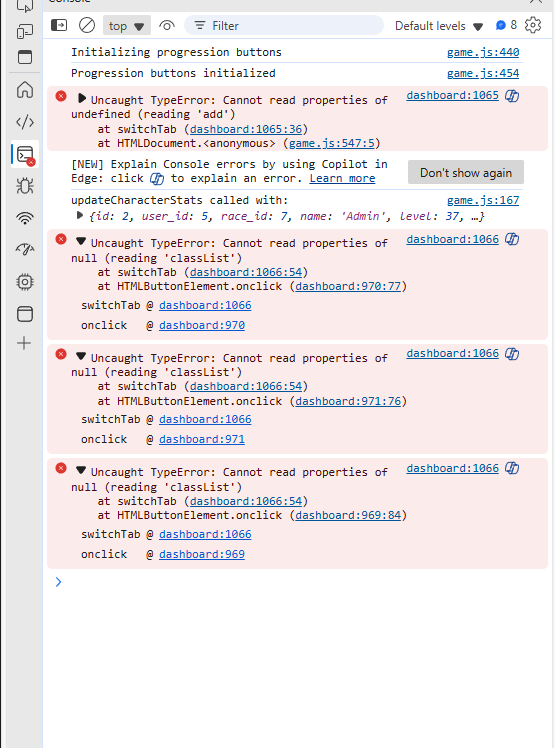 Console
top
Filter
Default levels
8
Initializing progression buttons game.js:440
Progression buttons initialized game.js:454
Uncaught TypeError: Cannot read properties of dashboard:1065
undefined (reading 'add')
at switchTab (dashboard:1065:36)
at HTMLDocument.<anonymous> (game.js:547:5)
[NEW] Explain Console errors by using Copilot in
Edge: click to explain an error. Learn more
Don't show again
updateCharacterStats called with: game.js:167
{id: 2, user_id: 5, race_id: 7, name: 'Admin', level: 37, …}
Uncaught TypeError: Cannot read properties of dashboard:1066
null (reading 'classList')
at switchTab (dashboard:1066:54)
at HTMLButtonElement.onclick (dashboard:970:77)
switchTab @ dashboard:1066
onclick @ dashboard:970
Uncaught TypeError: Cannot read properties of dashboard:1066
null (reading 'classList')
at switchTab (dashboard:1066:54)
at HTMLButtonElement.onclick (dashboard:971:76)
switchTab @ dashboard:1066
onclick @ dashboard:971
Uncaught TypeError: Cannot read properties of dashboard:1066
null (reading 'classList')
at switchTab (dashboard:1066:54)
at HTMLButtonElement.onclick (dashboard:969:84)
switchTab @ dashboard:1066
onclick @ dashboard:969